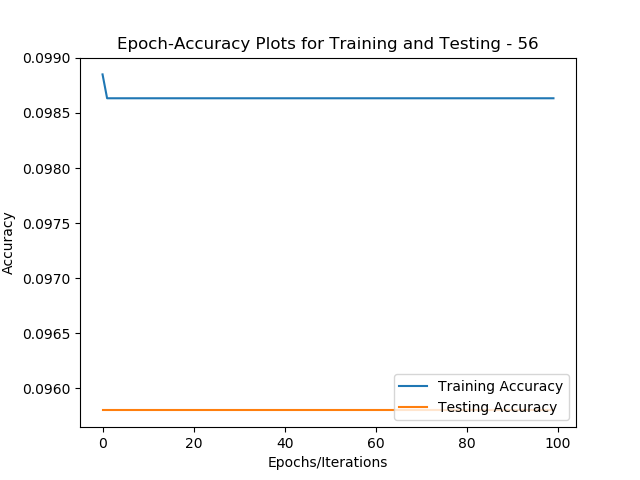 Epoch-Accuracy Plots for Training and Testing - 56
0.0990
0.0985
0.0980
0.0975
0.0970
0.0965
0.0960
Accuracy
Training Accuracy
Testing Accuracy
0 20 40 60 80 100
Epochs/Iterations